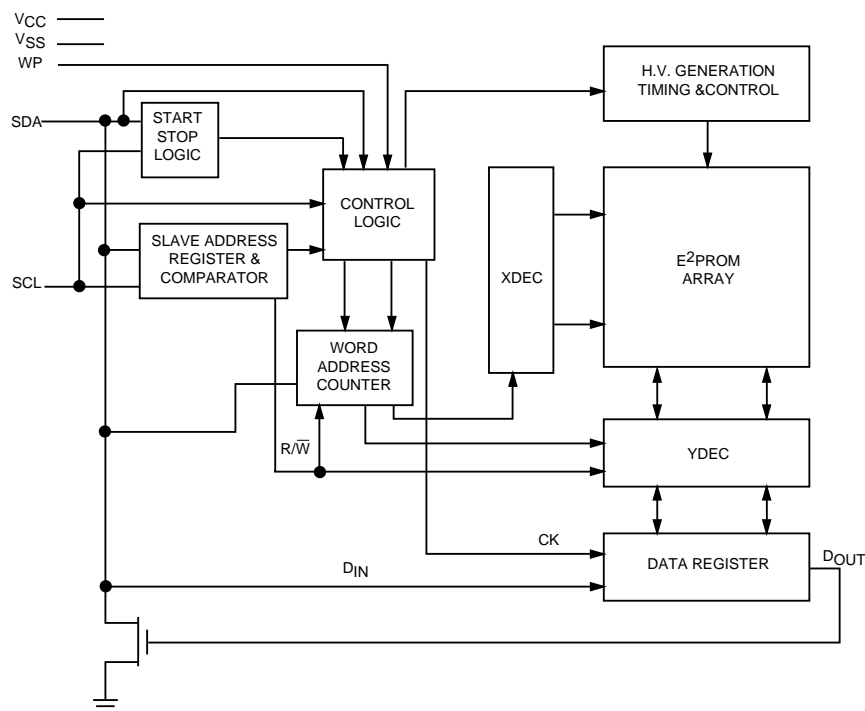 VCC
VSS
WP
SDA
START
STOP
LOGIC
H.V. GENERATION
TIMING &CONTROL
CONTROL
LOGIC
SLAVE ADDRESS
REGISTER &
COMPARATOR
SCL
XDEC
E²PROM
ARRAY
WORD
ADDRESS
COUNTER
R/W̅
YDEC
CK
DIN
DATA REGISTER
DOUT